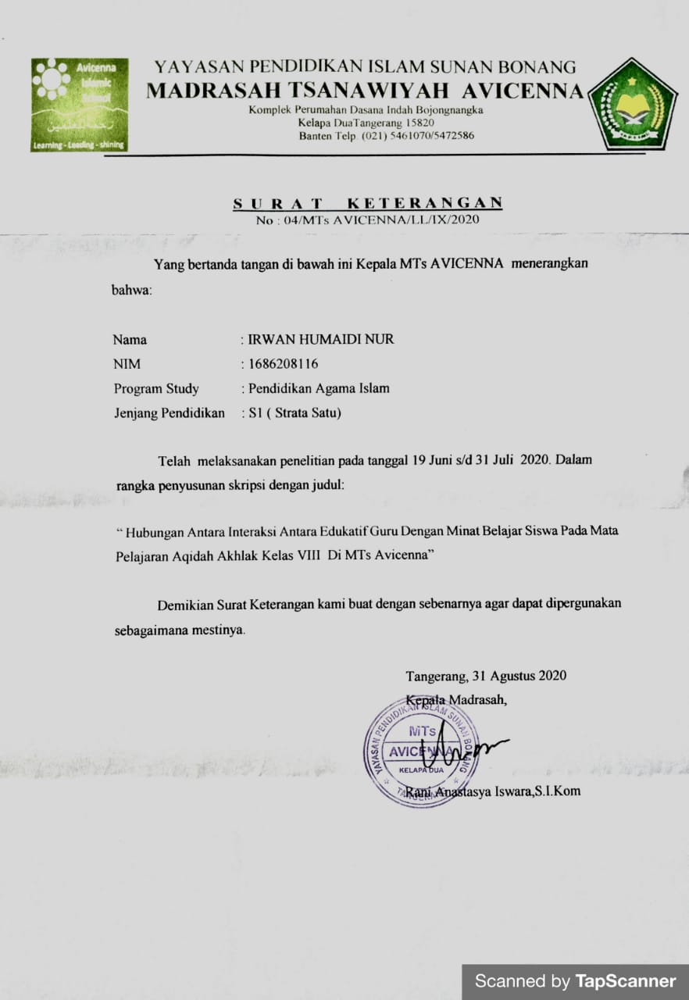 Avicenna
Islamic
School
رحمة للعلمين
Learning - Leading - shining
YAYASAN PENDIDIKAN ISLAM SUNAN BONANG
MADRASAH TSANAWIYAH AVICENNA
Komplek Perumahan Dasana Indah Bojongnangka
Kelapa DuaTangerang 15820
Banten Telp. (021) 5461070/5472586
SURAT KETERANGAN
No : 04/MTs AVICENNA/LL/IX/2020
Yang bertanda tangan di bawah ini Kepala MTs AVICENNA menerangkan
bahwa:
Nama : IRWAN HUMAIDI NUR
NIM : 1686208116
Program Study : Pendidikan Agama Islam
Jenjang Pendidikan : S1 ( Strata Satu)
Telah melaksanakan penelitian pada tanggal 19 Juni s/d 31 Juli 2020. Dalam
rangka penyusunan skripsi dengan judul:
“ Hubungan Antara Interaksi Antara Edukatif Guru Dengan Minat Belajar Siswa Pada Mata
Pelajaran Aqidah Akhlak Kelas VIII Di MTs Avicenna”
Demikian Surat Keterangan kami buat dengan sebenarnya agar dapat dipergunakan
sebagaimana mestinya.
Tangerang, 31 Agustus 2020
Kepala Madrasah,
YAYASAN PENDIDIKAN ISLAM SUNAN BONANG
MTs
AVICENNA
KELAPA DUA
TANGERANG
Rani Anastasya Iswara,S.I.Kom
Scanned by TapScanner